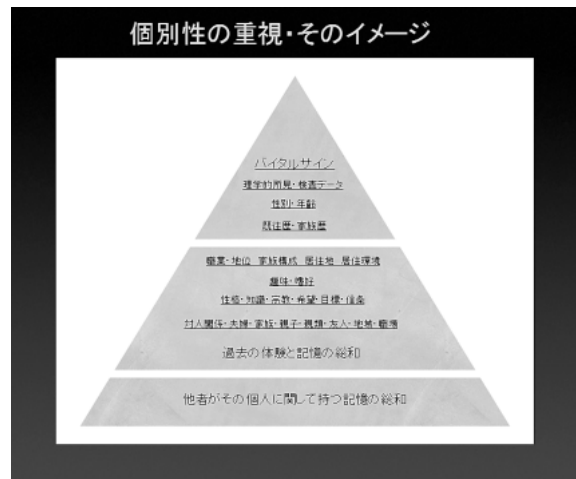 個別性の重視・そのイメージ
バイタルサイン
理学的所見・検査データ
性別・年齢
既往歴・家族歴
職業・地位 家族構成 居住地 居住環境
趣味・嗜好
性格・知識・宗教・希望・目標・信条
対人関係・夫婦・家族・親子・親類・友人・地域・職場
過去の体験と記憶の総和
他者がその個人に関して持つ記憶の総和